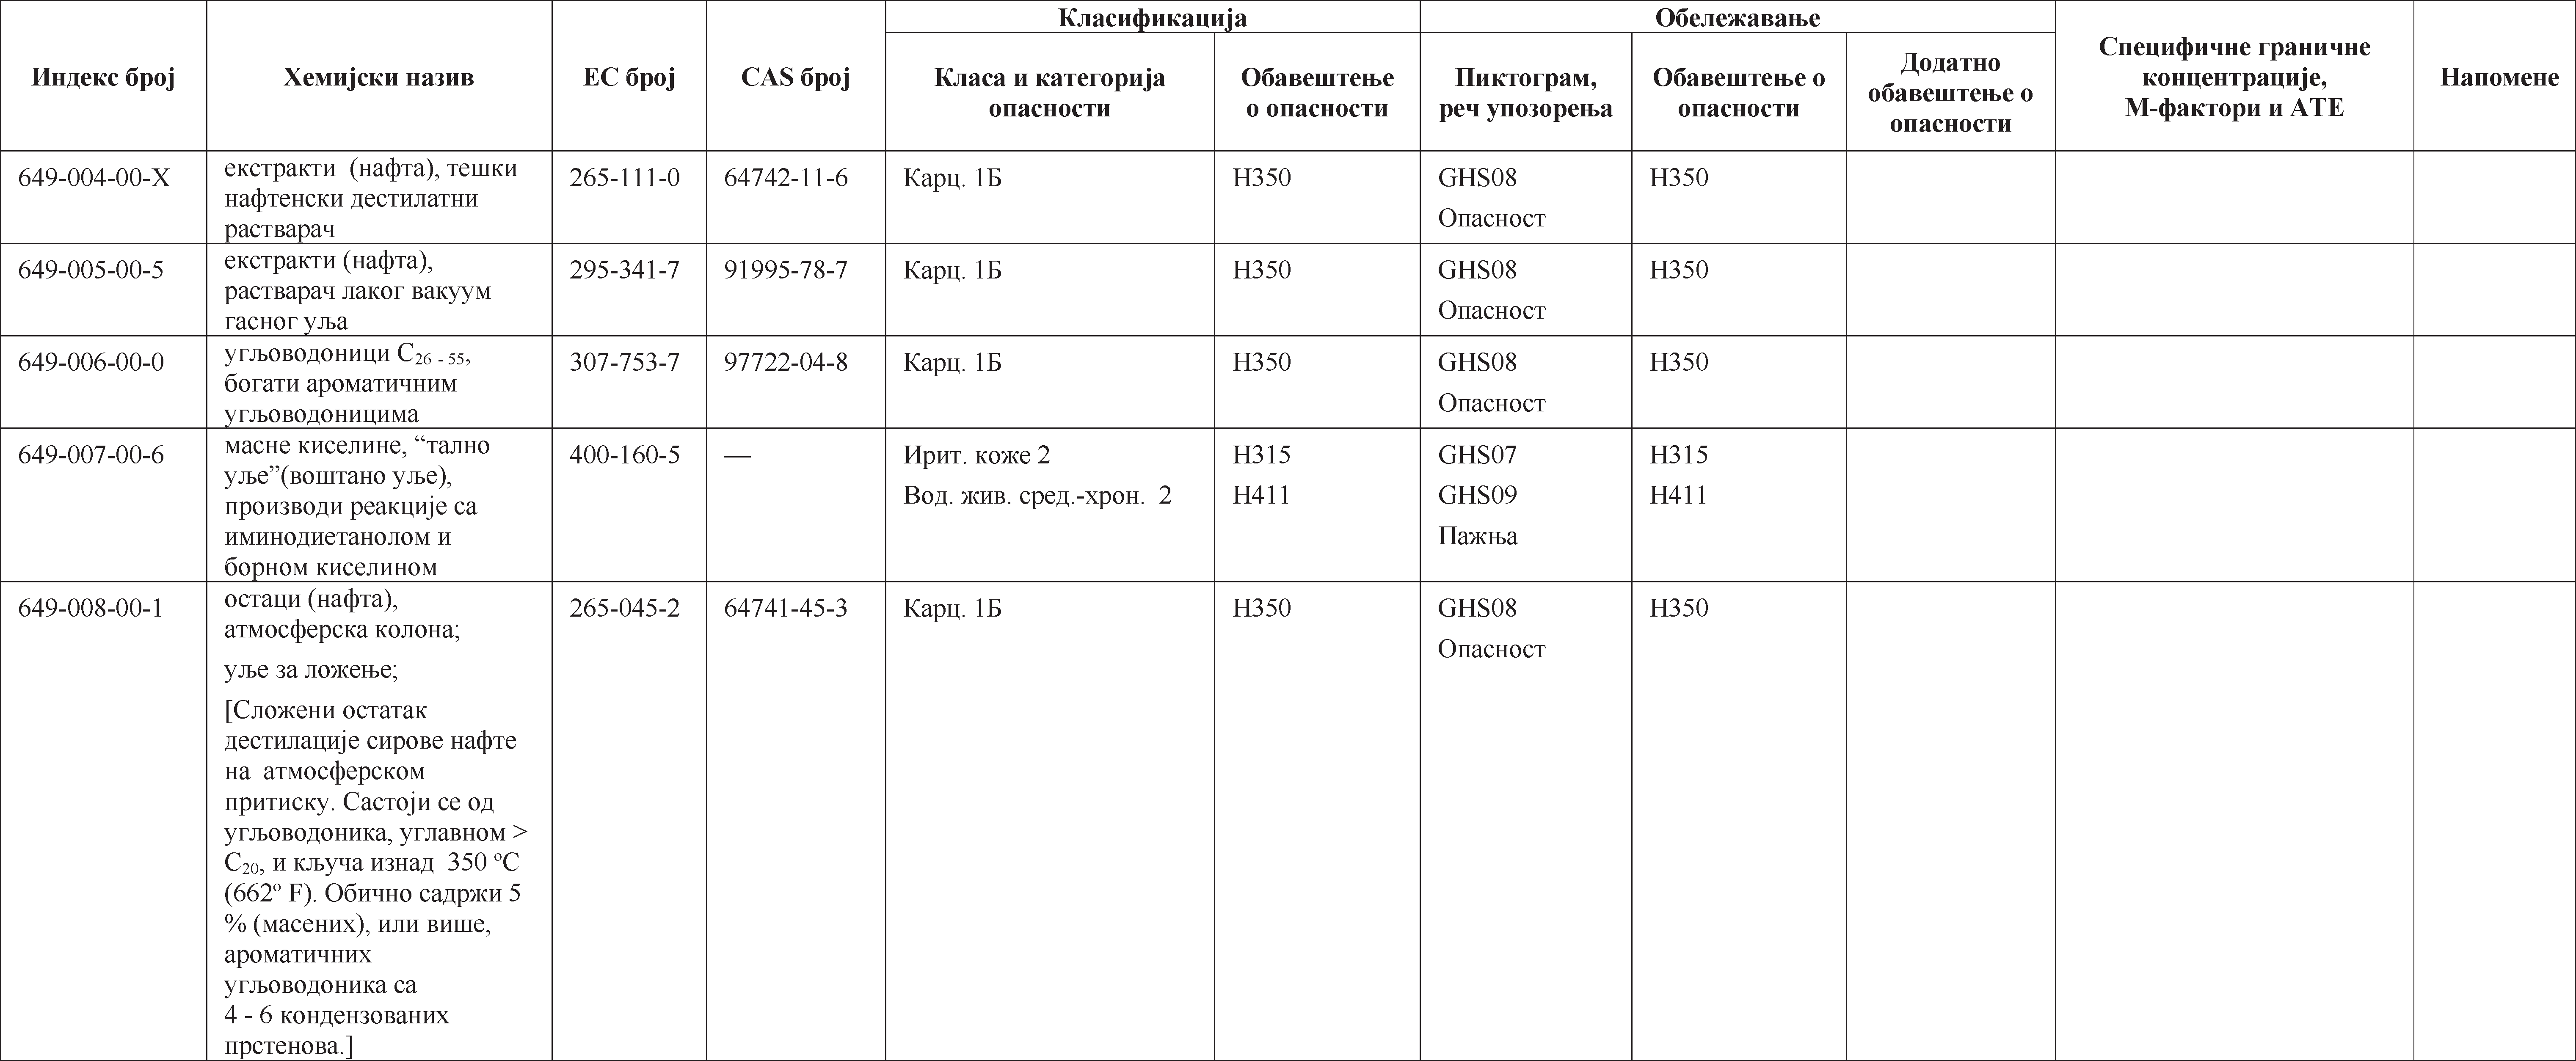 Класификација
Обележавање
Индекс број
Хемијски назив
EC број
CAS број
Класа и категорија
опасности
Обавештење
о опасности
Пиктограм,
реч упозорења
Обавештење о
опасности
Додатно
обавештење о
опасности
Специфичне граничне
концентрације,
М-фактори и ATE
Напомене
649-004-00-X
екстракти (нафта), тешки
нафтенски дестилатни
растварач
265-111-0
64742-11-6
Карц. 1Б
H350
GHS08
Опасност
H350
649-005-00-5
екстракти (нафта),
растварач лаког вакуум
гасног уља
295-341-7
91995-78-7
Карц. 1Б
H350
GHS08
Опасност
H350
649-006-00-0
угљоводоници C26 - 55,
богати ароматичним
угљоводоницима
307-753-7
97722-04-8
Карц. 1Б
H350
GHS08
Опасност
H350
649-007-00-6
масне киселине, “тално
уље”(воштано уље),
производи реакције са
иминодиетанолом и
борном киселином
400-160-5
—
Ирит. коже 2
Вод. жив. сред.-хрон. 2
H315
H411
GHS07
GHS09
Пажња
H315
H411
649-008-00-1
остаци (нафта),
атмосферска колона;
уље за ложење;
[Сложени остатак
дестилације сирове нафте
на атмосферском
притиску. Састоји се од
угљоводоника, углавном >
C20, и кључа изнад 350 ºC
(662º F). Обично садржи 5
% (масених), или више,
ароматичних
угљоводоника са
4 - 6 кондензованих
прстенова.]
265-045-2
64741-45-3
Карц. 1Б
H350
GHS08
Опасност
H350